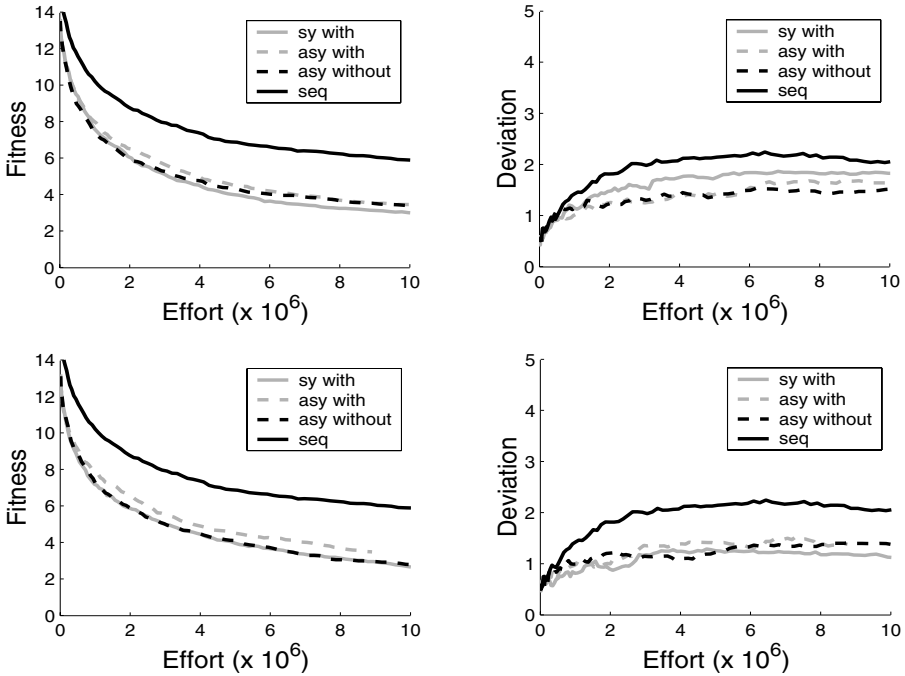 14
12
10
8
6
4
2
0
Fitness
sy with
asy with
asy without
seq
0 2 4 6 8 10
Effort (x 10⁶)
5
4
3
2
1
0
Deviation
sy with
asy with
asy without
seq
0 2 4 6 8 10
Effort (x 10⁶)
14
12
10
8
6
4
2
0
Fitness
sy with
asy with
asy without
seq
0 2 4 6 8 10
Effort (x 10⁶)
5
4
3
2
1
0
Deviation
sy with
asy with
asy without
seq
0 2 4 6 8 10
Effort (x 10⁶)